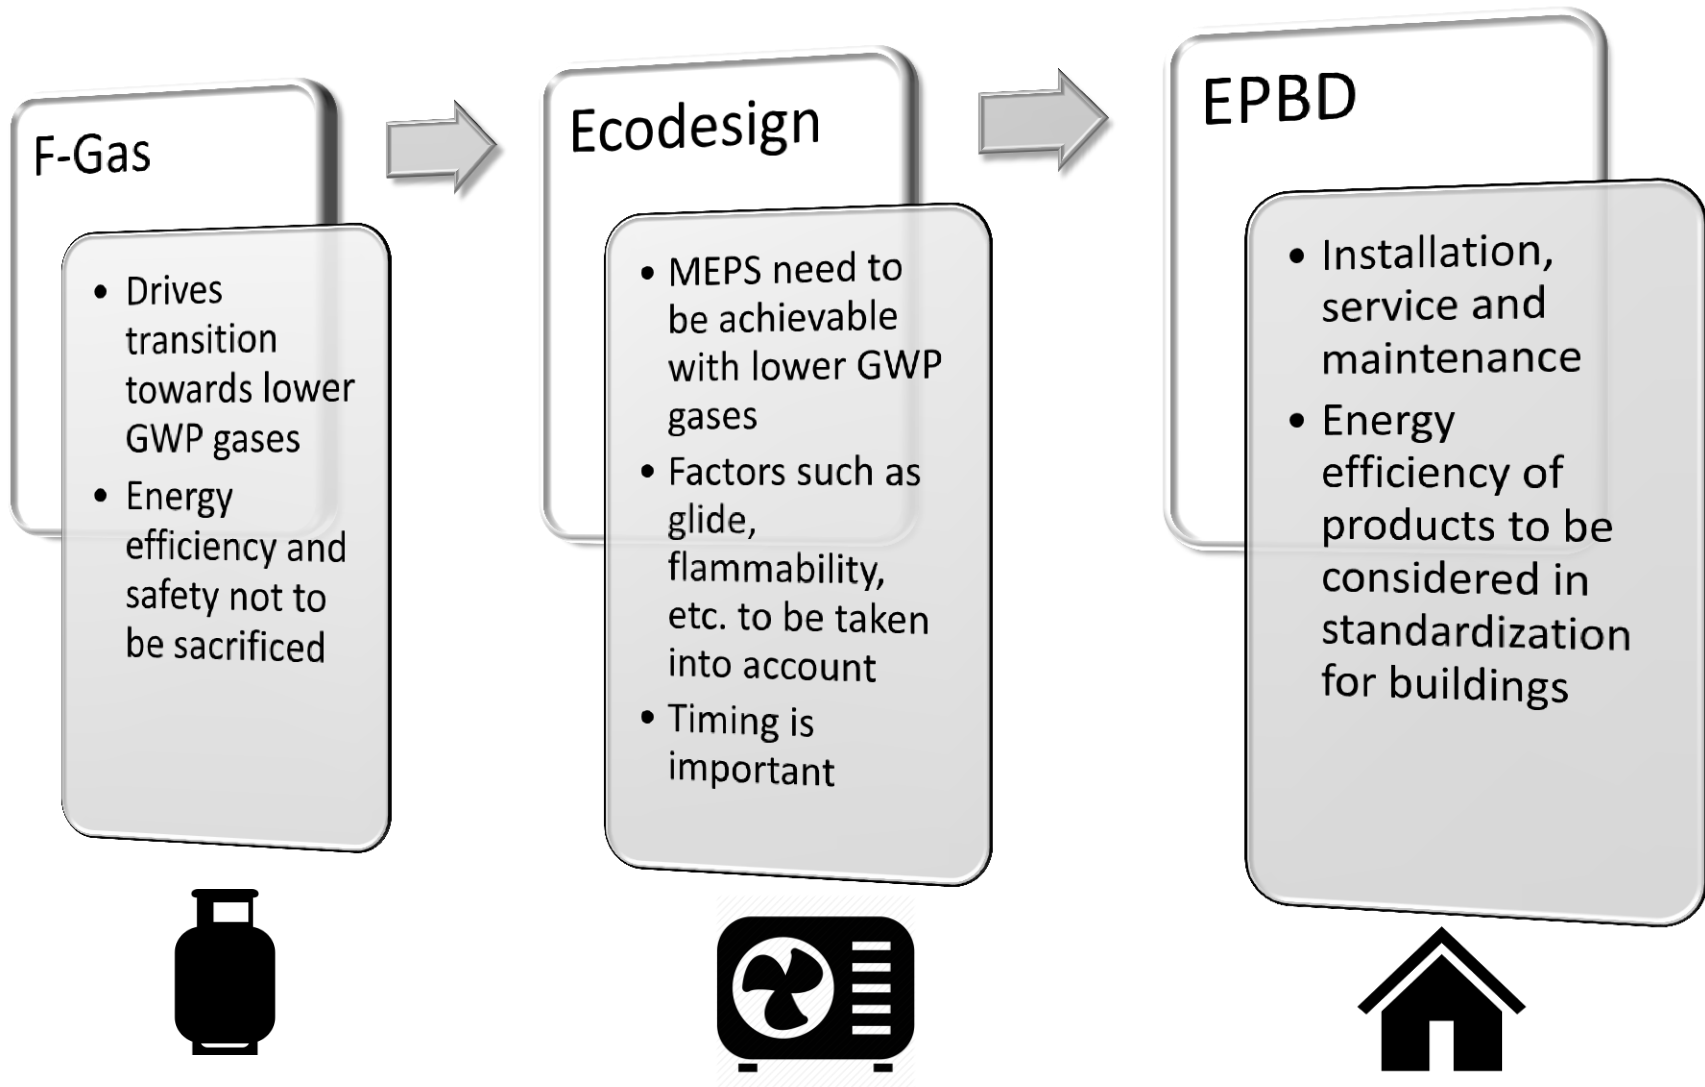 F-Gas
• Drives
transition
towards lower
GWP gases
• Energy
efficiency and
safety not to
be sacrificed
Ecodesign
• MEPS need to
be achievable
with lower GWP
gases
• Factors such as
glide,
flammability,
etc. to be taken
into account
• Timing is
important
EPBD
• Installation,
service and
maintenance
• Energy
efficiency of
products to be
considered in
standardization
for buildings